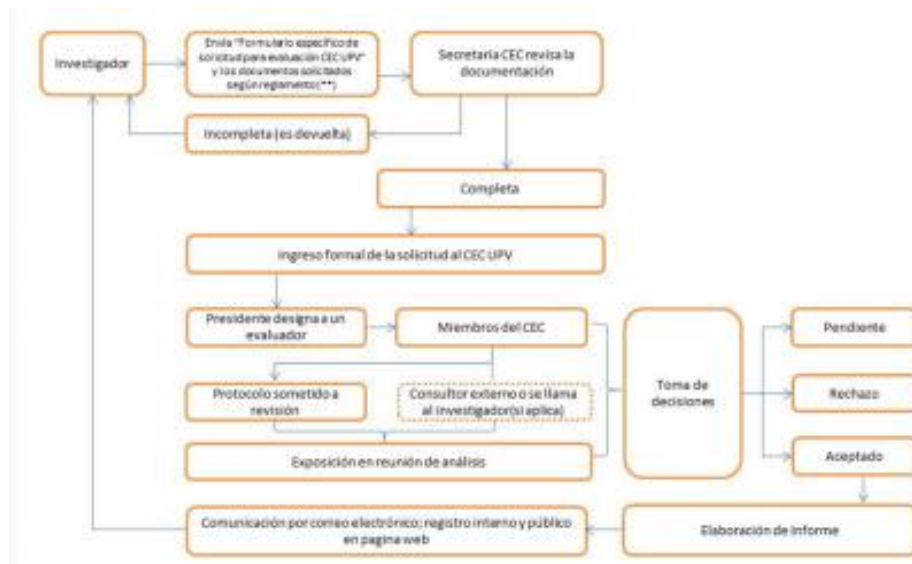 Investigador
Envía "Formulario específico de
solicitud para evaluación CEC UPV"
y los documentos solicitados
según reglamento (**)
Secretaria CEC revisa la
documentación
Incompleta (es devuelta)
Completa
Ingreso formal de la solicitud al CEC UPV
Presidente designa a un
evaluador
Miembros del CEC
Protocolo sometido a
revisión
Consultor externo o se llama
al investigador(si aplica)
Exposición en reunión de análisis
Toma de
decisiones
Pendiente
Rechazo
Aceptado
Elaboración de Informe
Comunicación por correo electrónico; registro interno y público
en pagina web